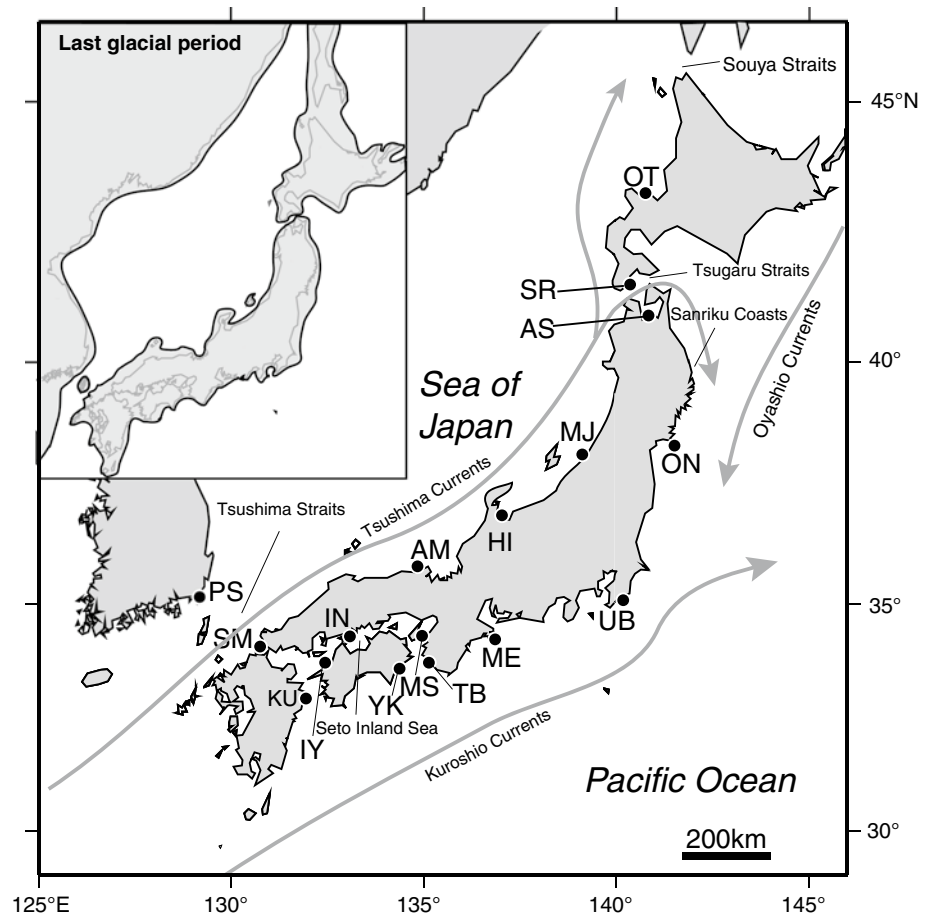 Last glacial period
Souya Straits
45°N
OT
Tsugaru Straits
SR
Sanriku Coasts
AS
40°
Oyashio Currents
Sea of
Japan
MJ
ON
Tsushima Currents
Tsushima Straits
HI
AM
PS
35°
IN
UB
SM
ME
MS
TB
KU
YK
Seto Inland Sea
IY
Kuroshio Currents
Pacific Ocean
200km
30°
125°E
130°
135°
140°
145°